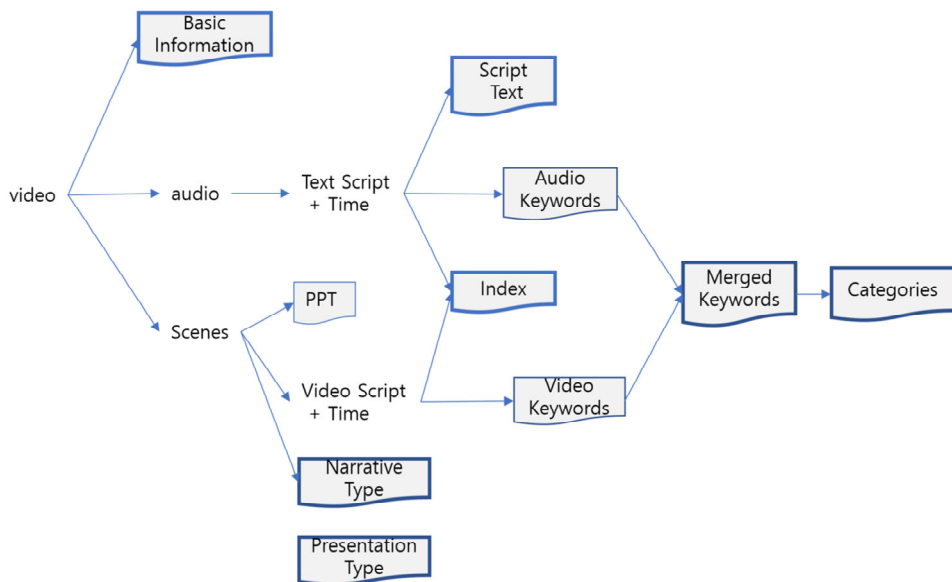 Basic
Information
Script
Text
video
audio
Text Script
+ Time
Audio
Keywords
PPT
Index
Merged
Keywords
Categories
Scenes
Video Script
+ Time
Video
Keywords
Narrative
Type
Presentation
Type